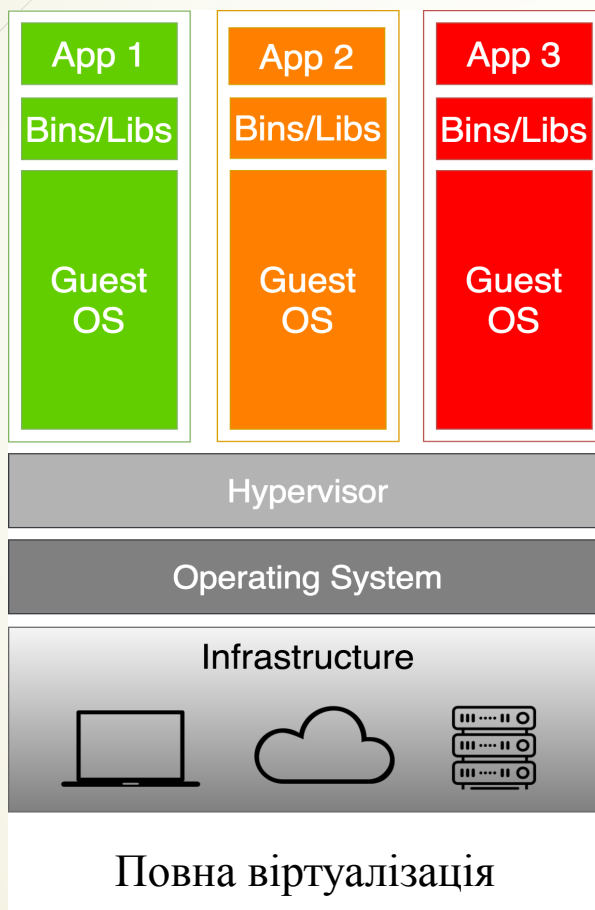 App 1
App 2
App 3
Bins/Libs
Bins/Libs
Bins/Libs
Guest
OS
Guest
OS
Guest
OS
Hypervisor
Operating System
Infrastructure
Повна віртуалізація